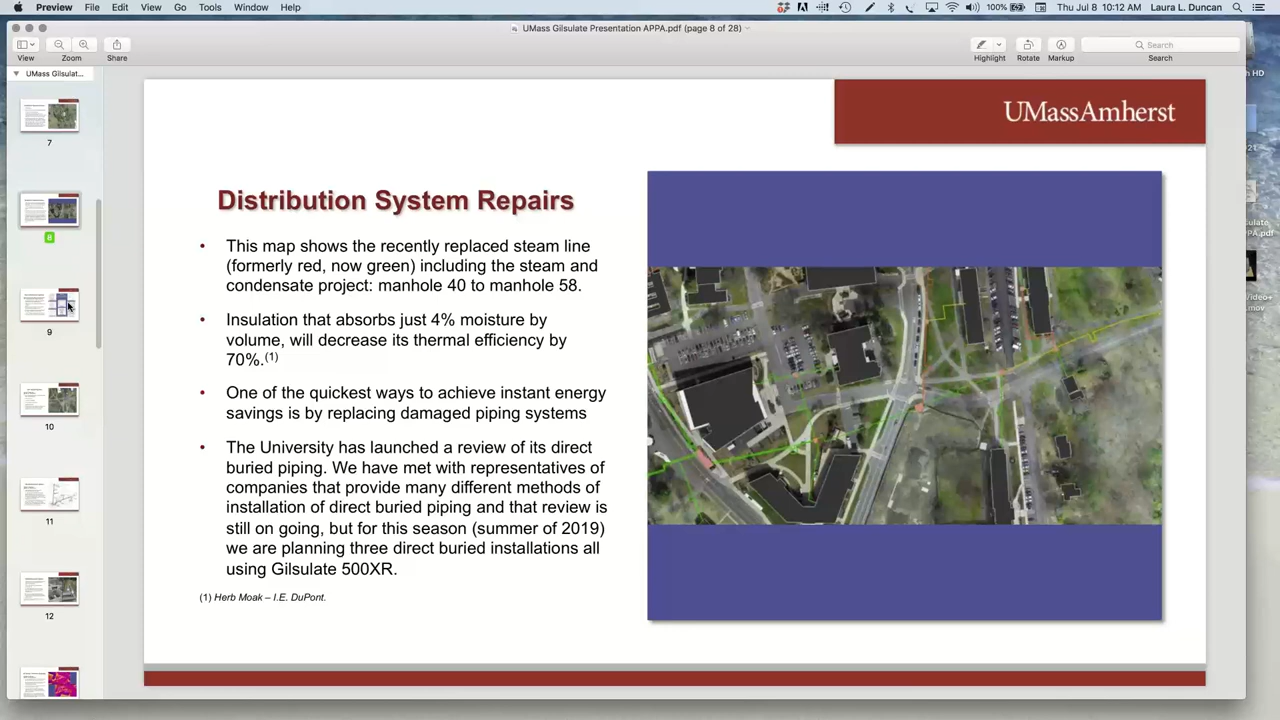 Preview File Edit View Go Tools Window Help
100% Thu Jul 8 10:12 AM Laura L. Duncan
UMass Gilsulate Presentation APPA.pdf (page 8 of 28)
View Zoom Share Highlight Rotate Markup Search
Search
UMass Gilsulat...
7
8
9
10
11
12
UMassAmherst
Distribution System Repairs
• This map shows the recently replaced steam line
(formerly red, now green) including the steam and
condensate project: manhole 40 to manhole 58.
• Insulation that absorbs just 4% moisture by
volume, will decrease its thermal efficiency by
70%.(1)
• One of the quickest ways to achieve instant energy
savings is by replacing damaged piping systems
• The University has launched a review of its direct
buried piping. We have met with representatives of
companies that provide many different methods of
installation of direct buried piping and that review is
still on going, but for this season (summer of 2019)
we are planning three direct buried installations all
using Gilsulate 500XR.
(1) Herb Moak – I.E. DuPont.